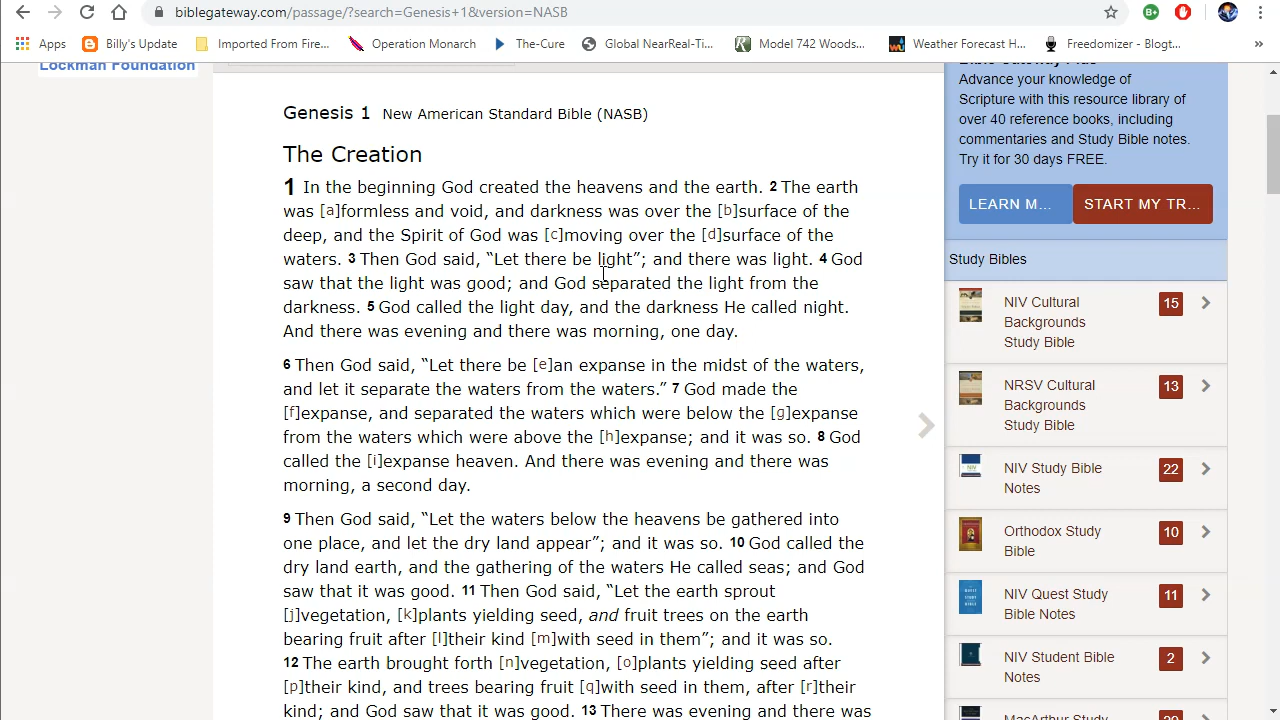 biblegateway.com/passage/?search=Genesis+1&version=NASB
Apps Billy's Update Imported From Fire... Operation Monarch The-Cure Global NearReal-Ti... Model 742 Woods... Weather Forecast H... Freedomizer - Blogt... »
Lockman Foundation
Genesis 1 New American Standard Bible (NASB)
The Creation
1 In the beginning God created the heavens and the earth. 2 The earth
was [a]formless and void, and darkness was over the [b]surface of the
deep, and the Spirit of God was [c]moving over the [d]surface of the
waters. 3 Then God said, “Let there be light”; and there was light. 4 God
saw that the light was good; and God separated the light from the
darkness. 5 God called the light day, and the darkness He called night.
And there was evening and there was morning, one day.
6 Then God said, “Let there be [e]an expanse in the midst of the waters,
and let it separate the waters from the waters.” 7 God made the
[f]expanse, and separated the waters which were below the [g]expanse
from the waters which were above the [h]expanse; and it was so. 8 God
called the [i]expanse heaven. And there was evening and there was
morning, a second day.
9 Then God said, “Let the waters below the heavens be gathered into
one place, and let the dry land appear”; and it was so. 10 God called the
dry land earth, and the gathering of the waters He called seas; and God
saw that it was good. 11 Then God said, “Let the earth sprout
[j]vegetation, [k]plants yielding seed, and fruit trees on the earth
bearing fruit after [l]their kind [m]with seed in them”; and it was so.
12 The earth brought forth [n]vegetation, [o]plants yielding seed after
[p]their kind, and trees bearing fruit [q]with seed in them, after [r]their
kind; and God saw that it was good. 13 There was evening and there was
Bible Gateway Plus
Advance your knowledge of
Scripture with this resource library of
over 40 reference books, including
commentaries and Study Bible notes.
Try it for 30 days FREE.
LEARN M... START MY TR...
Study Bibles
NIV Cultural 15
Backgrounds
Study Bible
NRSV Cultural 13
Backgrounds
Study Bible
NIV Study Bible 22
Notes
Orthodox Study 10
Bible
NIV Quest Study 11
Bible Notes
NIV Student Bible 2
Notes
MacArthur Study